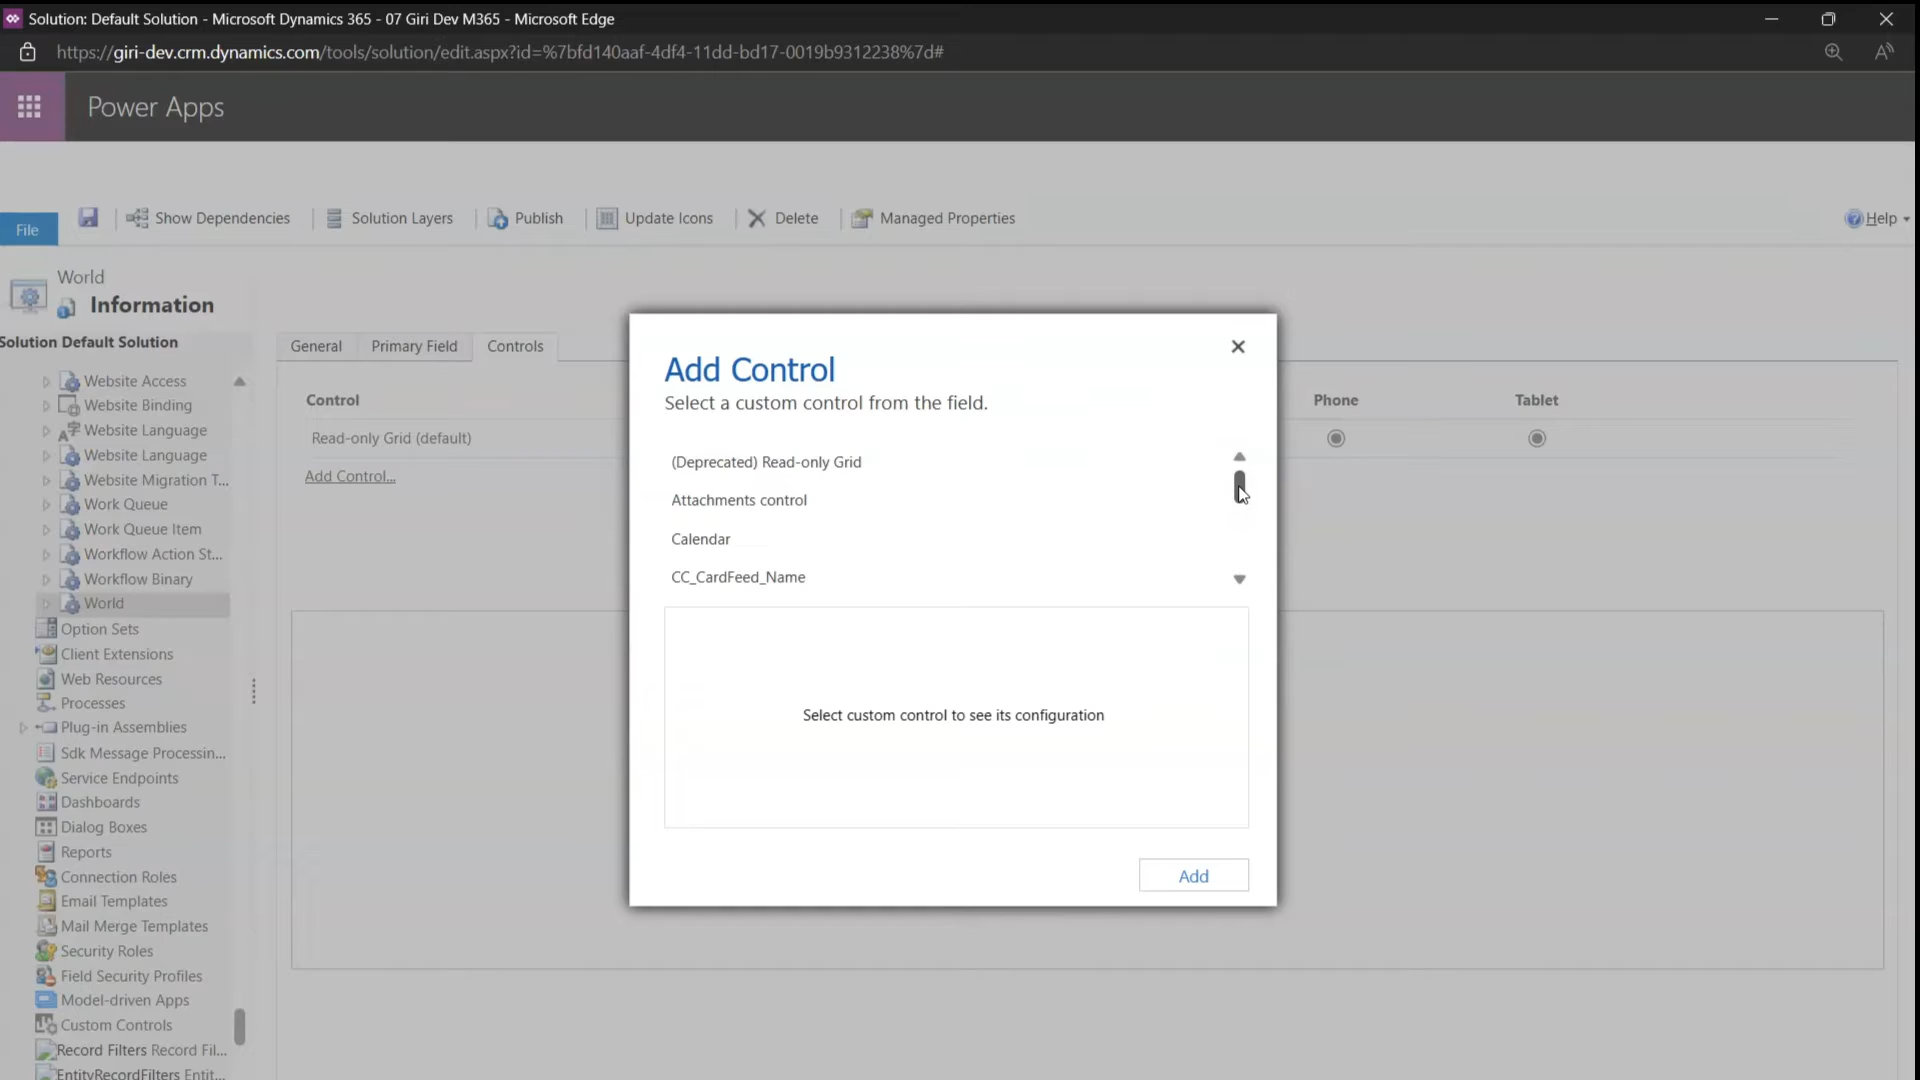 Solution: Default Solution - Microsoft Dynamics 365 - 07 Giri Dev M365 - Microsoft Edge
https://giri-dev.crm.dynamics.com/tools/solution/edit.aspx?id=%7bfd140aaf-4df4-11dd-bd17-0019b9312238%7d#
Power Apps
File
Show Dependencies
Solution Layers
Publish
Update Icons
Delete
Managed Properties
Help
World
Information
Solution Default Solution
Website Access
Website Binding
Website Language
Website Language
Website Migration T...
Work Queue
Work Queue Item
Workflow Action St...
Workflow Binary
World
Option Sets
Client Extensions
Web Resources
Processes
Plug-in Assemblies
Sdk Message Processin...
Service Endpoints
Dashboards
Dialog Boxes
Reports
Connection Roles
Email Templates
Mail Merge Templates
Security Roles
Field Security Profiles
Model-driven Apps
Custom Controls
Record Filters Record Fil...
EntityRecordFilters Entit...
General
Primary Field
Controls
Control
Phone
Tablet
Read-only Grid (default)
Add Control...
Add Control
Select a custom control from the field.
(Deprecated) Read-only Grid
Attachments control
Calendar
CC_CardFeed_Name
Select custom control to see its configuration
Add